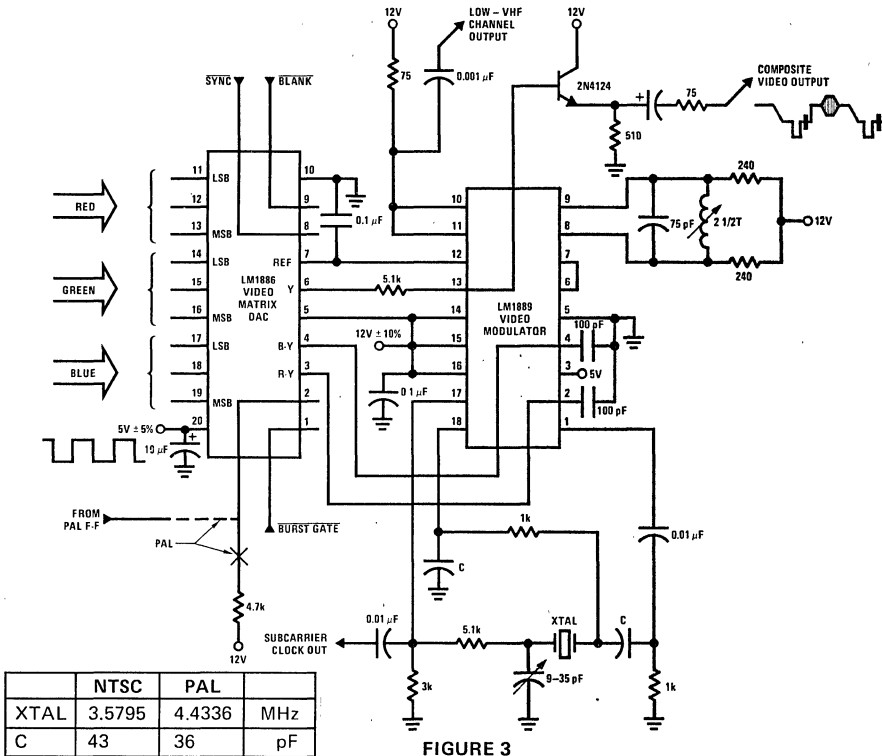 12V
LOW – VHF
CHANNEL
OUTPUT
12V
75
0.001 µF
2N4124
COMPOSITE
VIDEO OUTPUT
+
75
510
SYNC
BLANK
11 LSB
12
13 MSB
14 LSB
15
16 MSB
17 LSB
18
19 MSB
20
RED
GREEN
BLUE
10
9
8
REF 7
Y 6
5
B-Y 4
R-Y 3
2
1
LM1886
VIDEO
MATRIX
DAC
0.1 µF
5.1k
12V ± 10%
0.1 µF
10
11
12
13
14
15
16
17
18
LM1889
VIDEO
MODULATOR
9
8
7
6
5
4
3
2
1
240
75 pF
2 1/2T
12V
240
100 pF
5V
100 pF
5V ± 5%
+
10 µF
FROM
PAL F-F
PAL
BURST GATE
4.7k
12V
1k
C
0.01 µF
SUBCARRIER
CLOCK OUT
0.01 µF
5.1k
XTAL
C
3k
9–35 pF
1k
NTSC PAL
XTAL 3.5795 4.4336 MHz
C 43 36 pF
FIGURE 3